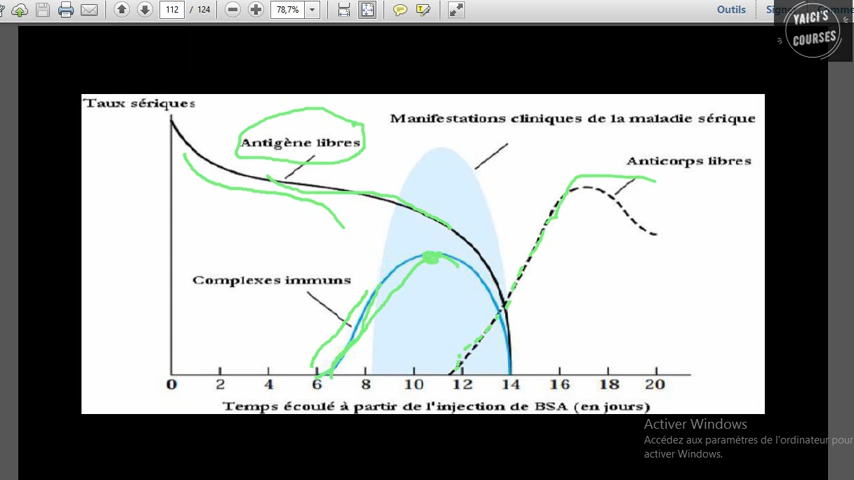 112 / 124
78,7%
Outils
YAICI'S
COURSES
Taux sériques
Antigène libres
Manifestations cliniques de la maladie sérique
Anticorps libres
Complexes immuns
0 2 4 6 8 10 12 14 16 18 20
Temps écoulé à partir de l'injection de BSA (en jours)
Activer Windows
Accédez aux paramètres de l'ordinateur pour
activer Windows.